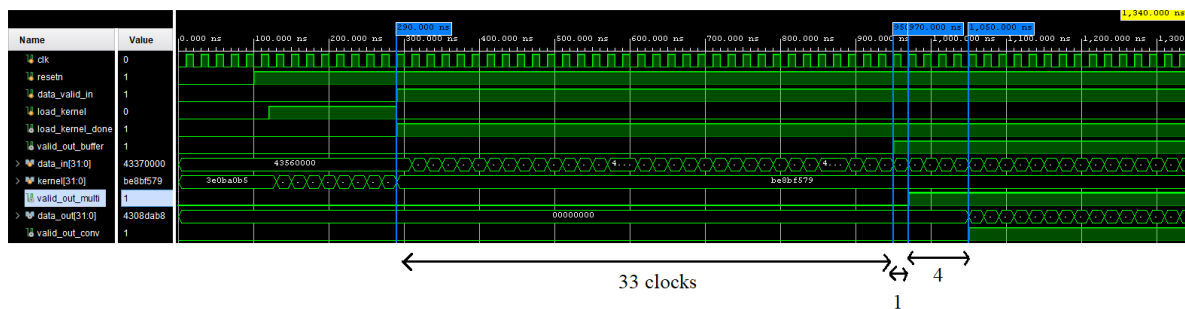 1,340.000 ns
290.000 ns 970.000 ns 1,050.000 ns
Name Value
0.000 ns 100.000 ns 200.000 ns 300.000 ns 400.000 ns 500.000 ns 600.000 ns 700.000 ns 800.000 ns 900.000 ns 1,000.000 ns 1,100.000 ns 1,200.000 ns 1,300
clk 0
resetn 1
data_valid_in 1
load_kernel 0
load_kernel_done 1
valid_out_buffer 1
data_in[31:0] 43370000 43560000 4... 4...
kernel[31:0] be8bf579 3e0ba0b5 be8bf579
valid_out_multi 1
data_out[31:0] 4308dab8 00000000
valid_out_conv 1
33 clocks 4
1